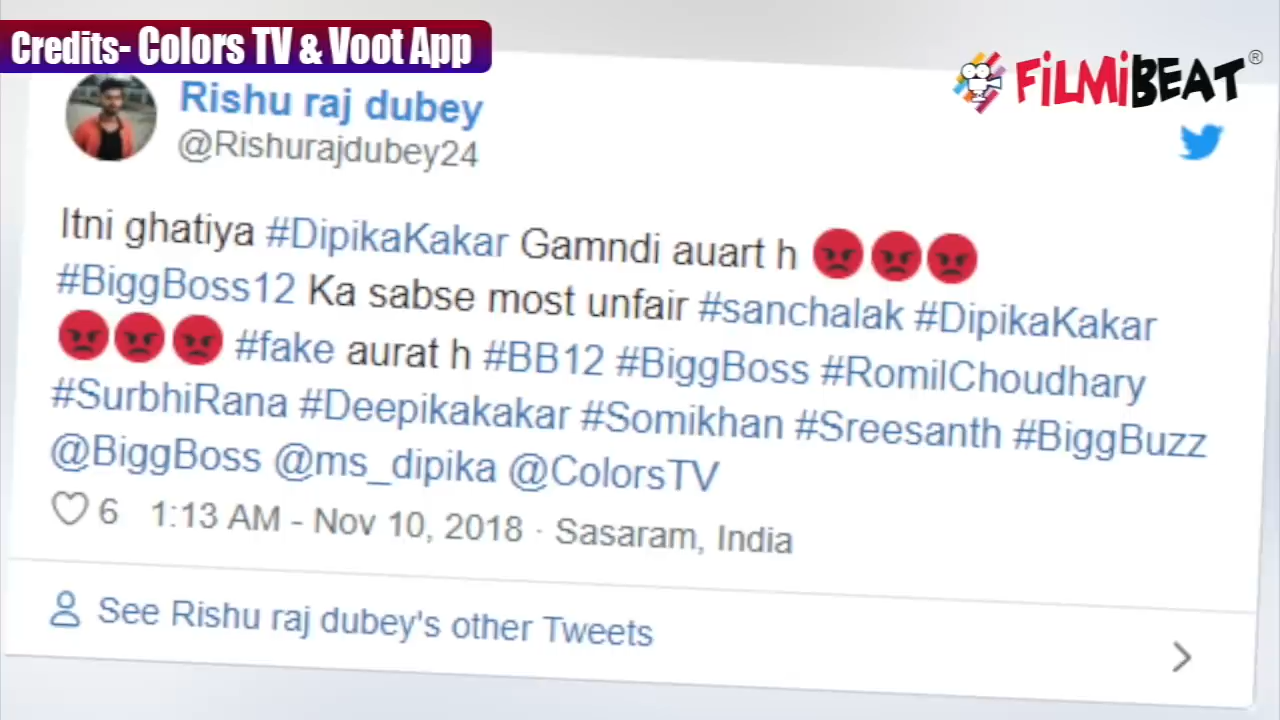 Credits- Colors TV & Voot App
FiLMiBEAT®
Rishu raj dubey
@Rishurajdubey24
Itni ghatiya #DipikaKakar Gamndi auart h 😡😡😡
#BiggBoss12 Ka sabse most unfair #sanchalak #DipikaKakar
😡😡😡 #fake aurat h #BB12 #BiggBoss #RomilChoudhary
#SurbhiRana #Deepikakakar #Somikhan #Sreesanth #BiggBuzz
@BiggBoss @ms_dipika @ColorsTV
6 1:13 AM - Nov 10, 2018 · Sasaram, India
See Rishu raj dubey's other Tweets